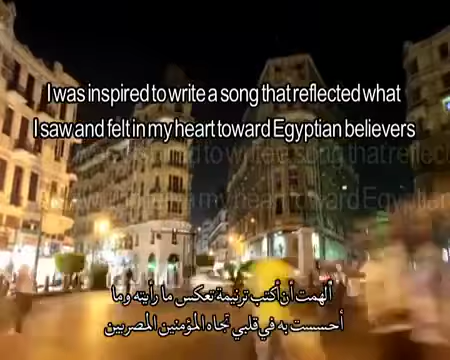 I was inspired to write a song that reflected what
I saw and felt in my heart toward Egyptian believers
ألهمت أن أكتب ترنيمة تعكس ما رأيته وما
أحسست به في قلبي تجاه المؤمنين المصريين